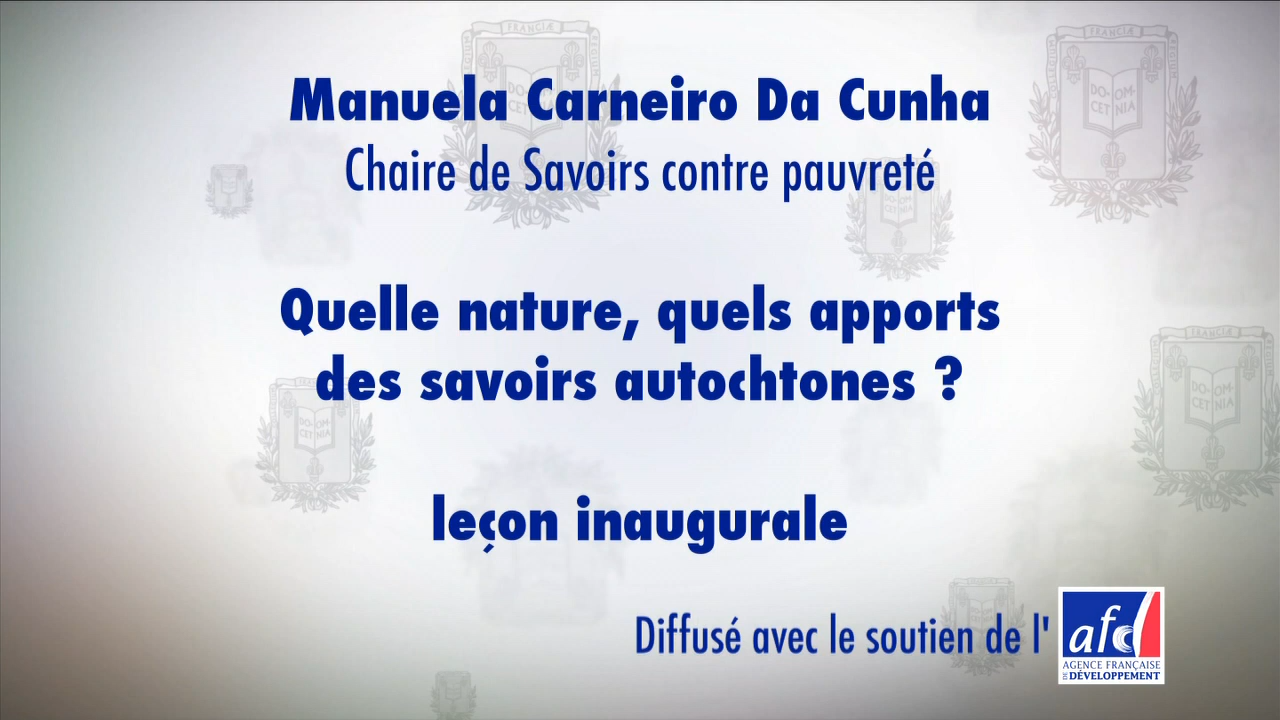 Manuela Carneiro Da Cunha
Chaire de Savoirs contre pauvreté
Quelle nature, quels apports
des savoirs autochtones ?
leçon inaugurale
Diffusé avec le soutien de l'
afd
AGENCE FRANÇAISE
DE DÉVELOPPEMENT